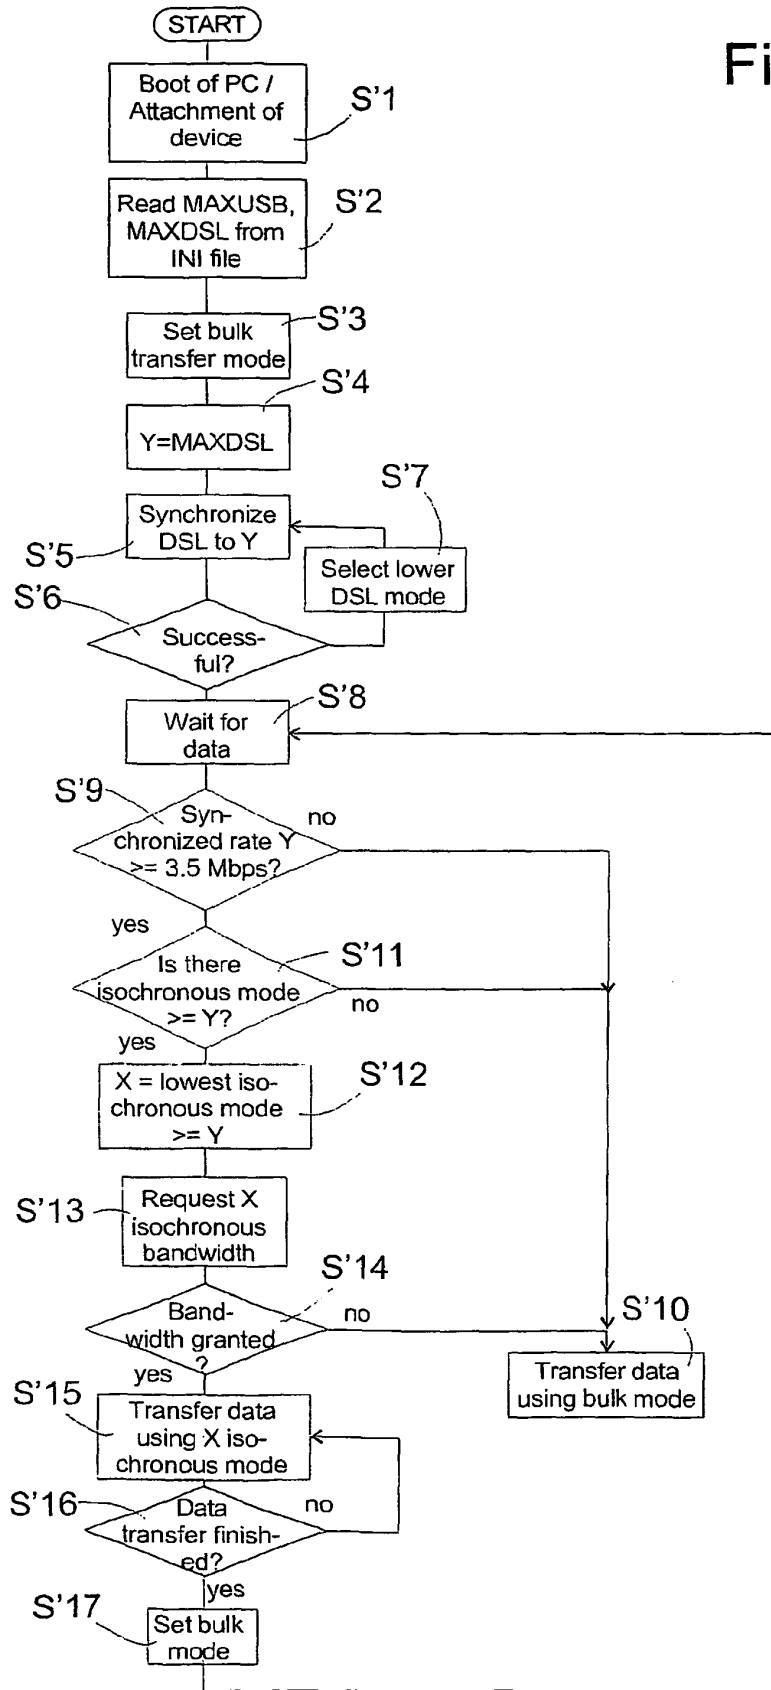 START
Fi
Boot of PC /
Attachment of
device
S'1
Read MAXUSB,
MAXDSL from
INI file
S'2
Set bulk
transfer mode
S'3
S'4
Y=MAXDSL
Synchronize
DSL to Y
S'5
S'7
Select lower
DSL mode
S'6
Success-
ful?
S'8
Wait for
data
S'9
Syn-
chronized rate Y
>= 3.5 Mbps?
no
yes
Is there
isochronous mode
>= Y?
S'11
no
yes
X = lowest iso-
chronous mode
>= Y
S'12
S'13
Request X
isochronous
bandwidth
S'14
Band-
width granted
?
no
yes
S'10
Transfer data
using bulk mode
S'15
Transfer data
using X iso-
chronous mode
S'16
Data
transfer finish-
ed?
no
yes
S'17
Set bulk
mode